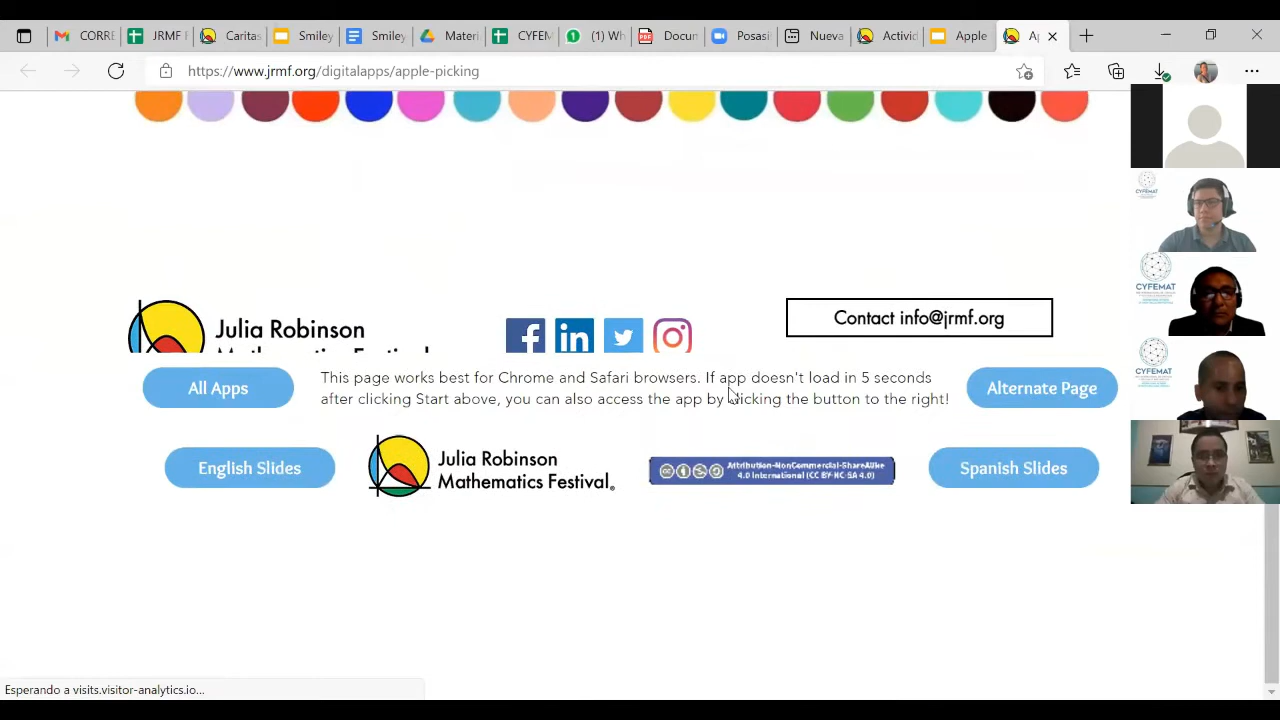 CORRE
JRMF F
Caritas
Smiley
Smiley
Materi
CYFEM
(1) Wh
Docun
Posasi
Nueva
Activid
Apple
A
https://www.jrmf.org/digitalapps/apple-picking
CYFEMAT
CYFEMAT
CYFEMAT
Julia Robinson
Contact info@jrmf.org
All Apps
This page works best for Chrome and Safari browsers. If app doesn't load in 5 seconds
after clicking Start above, you can also access the app by clicking the button to the right!
Alternate Page
English Slides
Julia Robinson
Mathematics Festival®
Attribution-NonCommercial-ShareAlike
4.0 International (CC BY-NC-SA 4.0)
Spanish Slides
Esperando a visits.visitor-analytics.io...